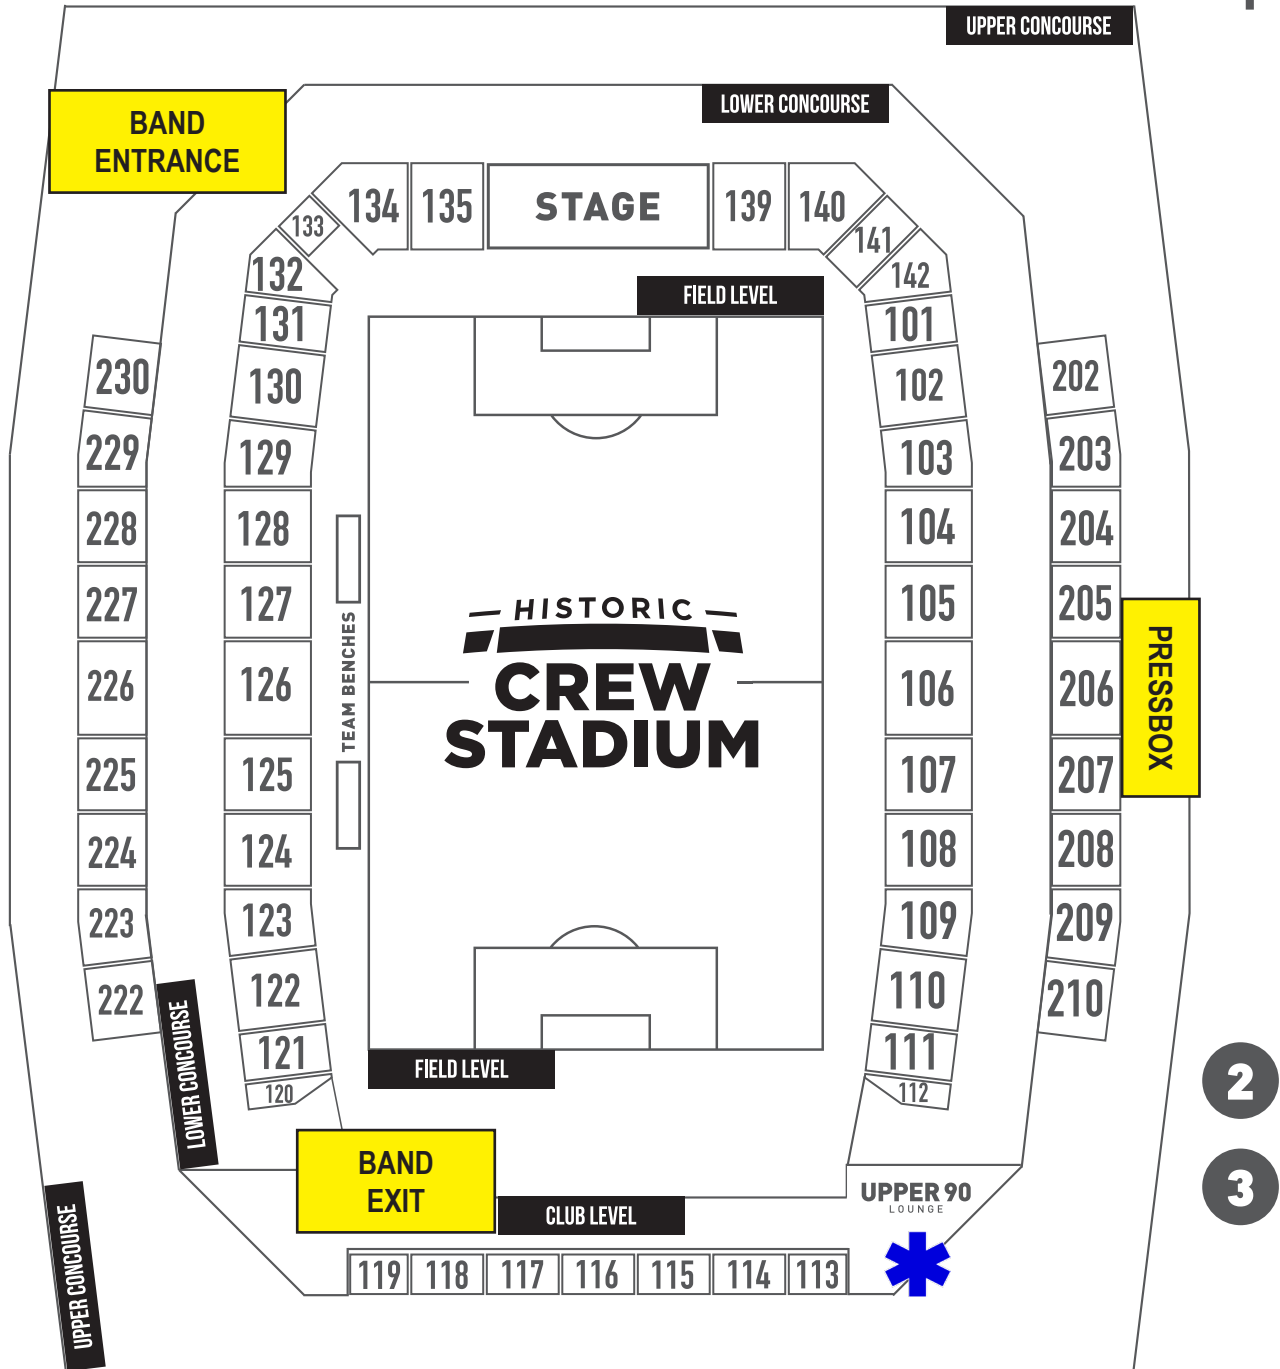 UPPER CONCOURSE
LOWER CONCOURSE
BAND
ENTRANCE
134 135 STAGE 139 140
133 141
132 142
FIELD LEVEL
131 101
230 130 102 202
229 129 103 203
228 128 104 204
227 127 105 205
HISTORIC
CREW
STADIUM
TEAM BENCHES
PRESSBOX
226 126 106 206
225 125 107 207
224 124 108 208
223 123 109 209
222 122 110 210
LOWER CONCOURSE
121 111
FIELD LEVEL
120 112
2
BAND
EXIT
3
UPPER 90
LOUNGE
CLUB LEVEL
UPPER CONCOURSE
119 118 117 116 115 114 113